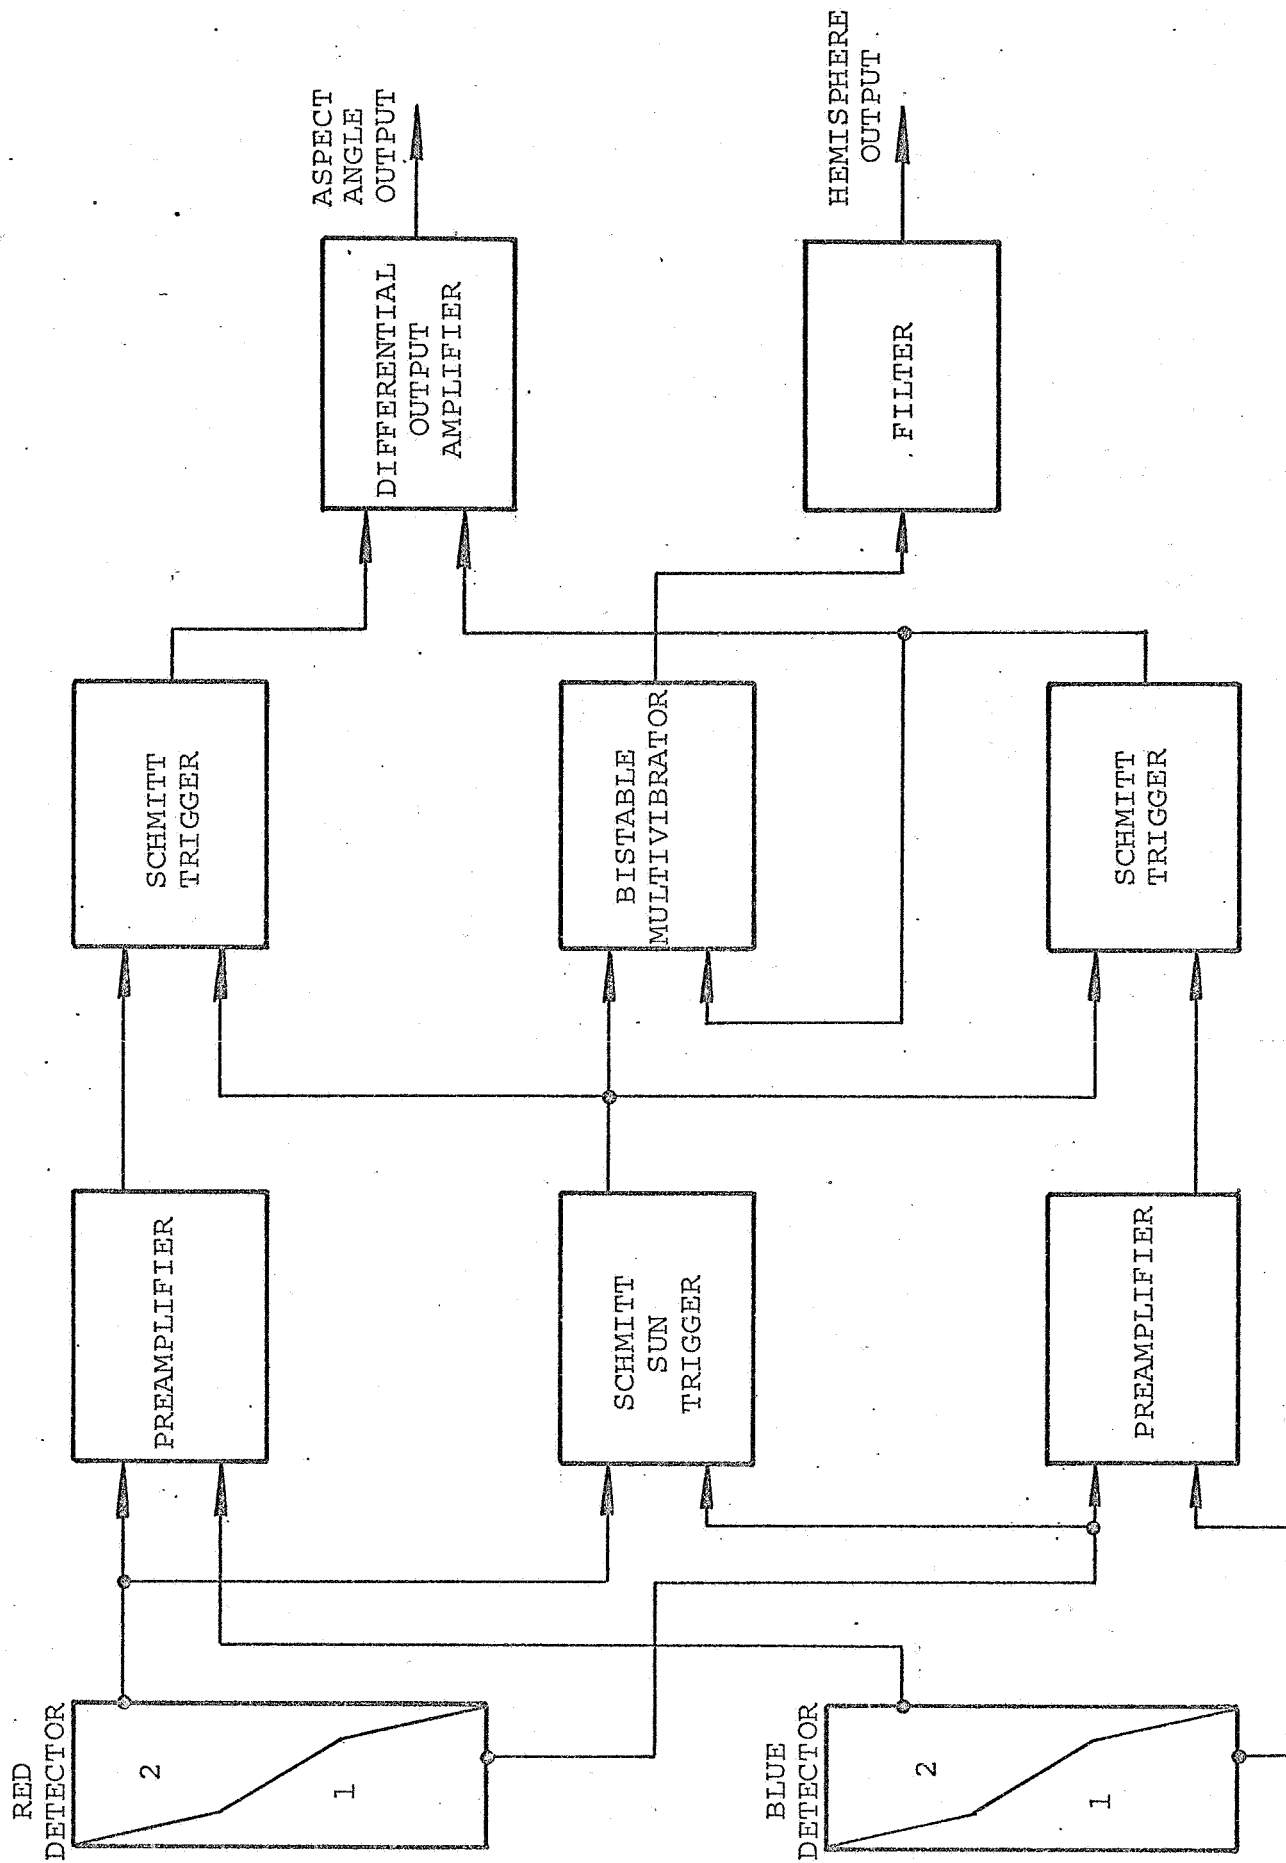 RED
DETECTOR
2
1
BLUE
DETECTOR
2
1
PREAMPLIFIER
SCHMITT
SUN
TRIGGER
PREAMPLIFIER
SCHMITT
TRIGGER
BISTABLE
MULTIVIBRATOR
SCHMITT
TRIGGER
DIFFERENTIAL
OUTPUT
AMPLIFIER
FILTER
ASPECT
ANGLE
OUTPUT
HEMISPHERE
OUTPUT